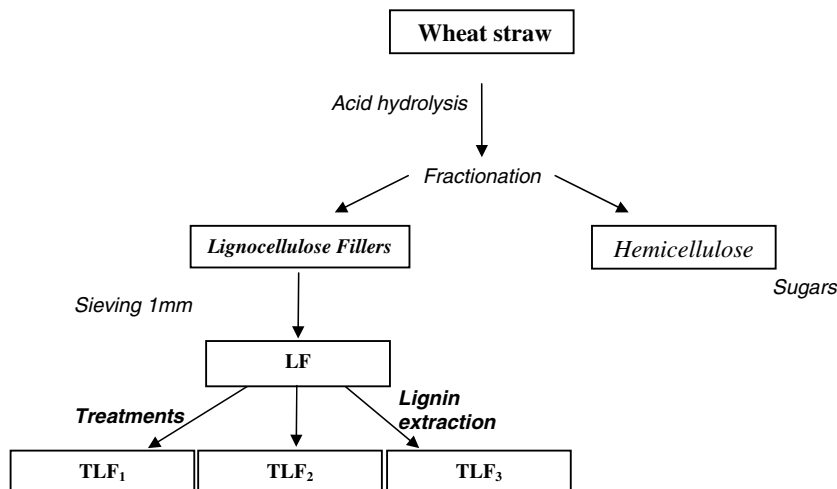 Wheat straw
Acid hydrolysis
Fractionation
Lignocellulose Fillers
Hemicellulose
Sugars
Sieving 1mm
LF
Treatments
Lignin
extraction
TLF₁
TLF₂
TLF₃